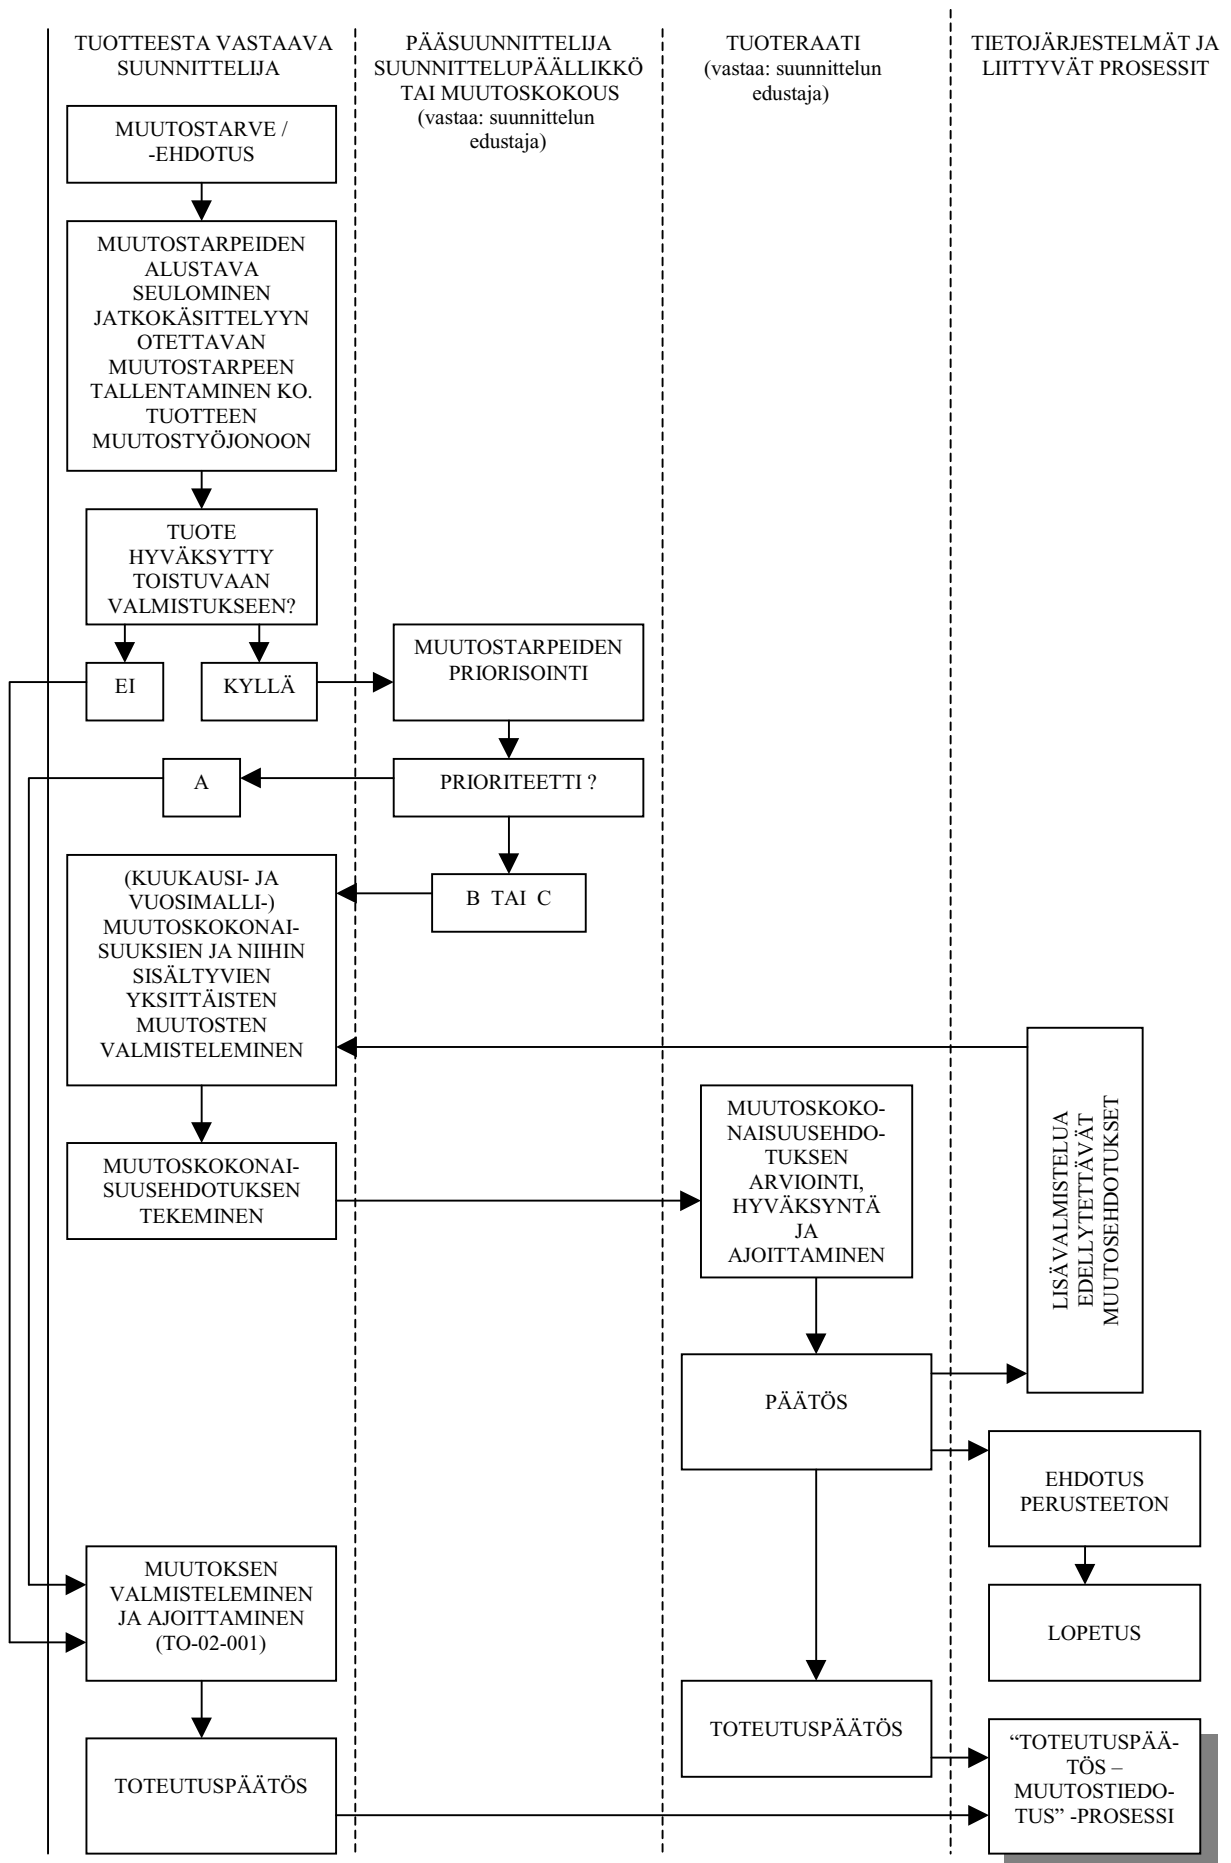 TUOTTEESTA VASTAAVA
SUUNNITTELIJA
PÄÄSUUNNITTELIJA
SUUNNITTELUPÄÄLLIKKÖ
TAI MUUTOSKOKOUS
(vastaa: suunnittelun
edustaja)
TUOTERAATI
(vastaa: suunnittelun
edustaja)
TIETOJÄRJESTELMÄT JA
LIITTYVÄT PROSESSIT
MUUTOSTARVE /
-EHDOTUS
MUUTOSTARPEIDEN
ALUSTAVA
SEULOMINEN
JATKOKÄSITTELYYN
OTETTAVAN
MUUTOSTARPEEN
TALLENTAMINEN KO.
TUOTTEEN
MUUTOSTYÖJONOON
TUOTE
HYVÄKSYTTY
TOISTUVAAN
VALMISTUKSEEN?
EI
KYLLÄ
MUUTOSTARPEIDEN
PRIORISOINTI
A
PRIORITEETTI ?
B TAI C
(KUUKAUSI- JA
VUOSIMALLI-)
MUUTOSKOKONAI-
SUUKSIEN JA NIIHIN
SISÄLTYVIEN
YKSITTÄISTEN
MUUTOSTEN
VALMISTELEMINEN
MUUTOSKOKONAI-
SUUSEHDOTUKSEN
TEKEMINEN
MUUTOSKOKO-
NAISUUSEHDO-
TUKSEN
ARVIOINTI,
HYVÄKSYNTÄ
JA
AJOITTAMINEN
LISÄVALMISTELUA
EDELLYTETTÄVÄT
MUUTOSEHDOTUKSET
PÄÄTÖS
EHDOTUS
PERUSTEETON
LOPETUS
MUUTOKSEN
VALMISTELEMINEN
JA AJOITTAMINEN
(TO-02-001)
TOTEUTUSPÄÄTÖS
TOTEUTUSPÄÄTÖS
“TOTEUTUSPÄÄ-
TÖS –
MUUTOSTIEDO-
TUS” -PROSESSI